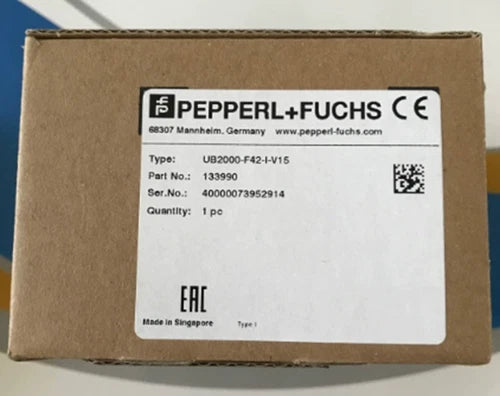 PEPPERL+FUCHS CE
68307 Mannheim. Germany www.pepperl-fuchs.com
Type: UB2000-F42-I-V15
Part No.: 133990
Ser.No.: 40000073952914
Quantity: 1 pc
EAC
Made in Singapore Type I